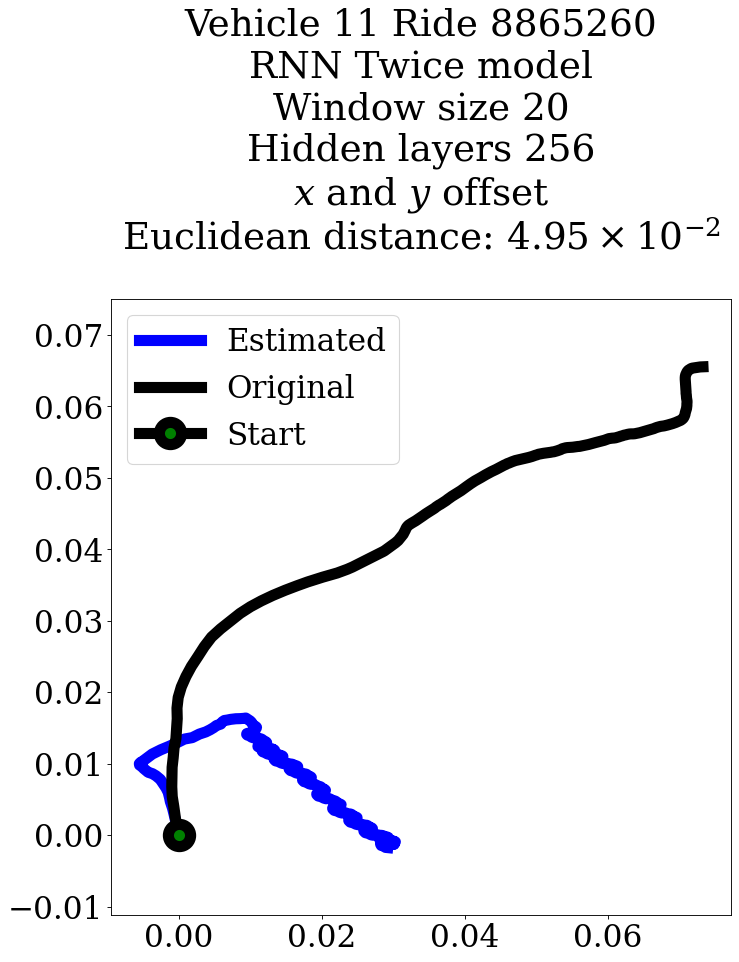 Vehicle 11 Ride 8865260
RNN Twice model
Window size 20
Hidden layers 256
x and y offset
Euclidean distance: 4.95 × 10⁻²
Estimated
Original
Start
0.07
0.06
0.05
0.04
0.03
0.02
0.01
0.00
−0.01
0.00 0.02 0.04 0.06